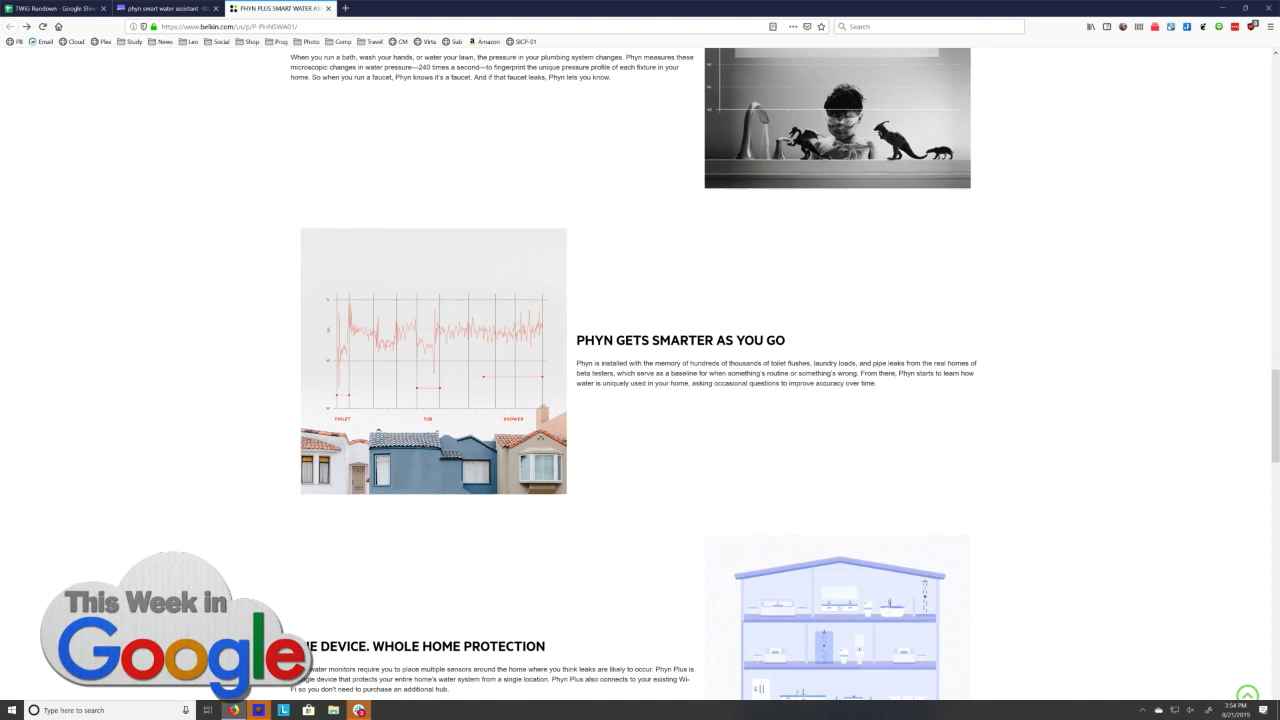 TWiG Rundown - Google Sheet
phyn smart water assistant -
PHYN PLUS SMART WATER AS
https://www.belkin.com/us/p/P-PHNSWA01/
Search
PB Email Cloud Plex Study News Leo Social Shop Prog Photo Comp Travel CM Virta Sub Amazon SICP-01
When you run a bath, wash your hands, or water your lawn, the pressure in your plumbing system changes. Phyn measures these
microscopic changes in water pressure—240 times a second—to fingerprint the unique pressure profile of each fixture in your
home. So when you run a faucet, Phyn knows it's a faucet. And if that faucet leaks, Phyn lets you know.
TOILET TUB SHOWER
PHYN GETS SMARTER AS YOU GO
Phyn is installed with the memory of hundreds of thousands of toilet flushes, laundry loads, and pipe leaks from the real homes of
beta testers, which serve as a baseline for when something's routine or something's wrong. From there, Phyn starts to learn how
water is uniquely used in your home, asking occasional questions to improve accuracy over time.
DEVICE. WHOLE HOME PROTECTION
water monitors require you to place multiple sensors around the home where you think leaks are likely to occur. Phyn Plus is
device that protects your entire home's water system from a single location. Phyn Plus also connects to your existing Wi-
Fi so you don't need to purchase an additional hub.
This Week in
Google
Type here to search
3:54 PM
8/21/2019